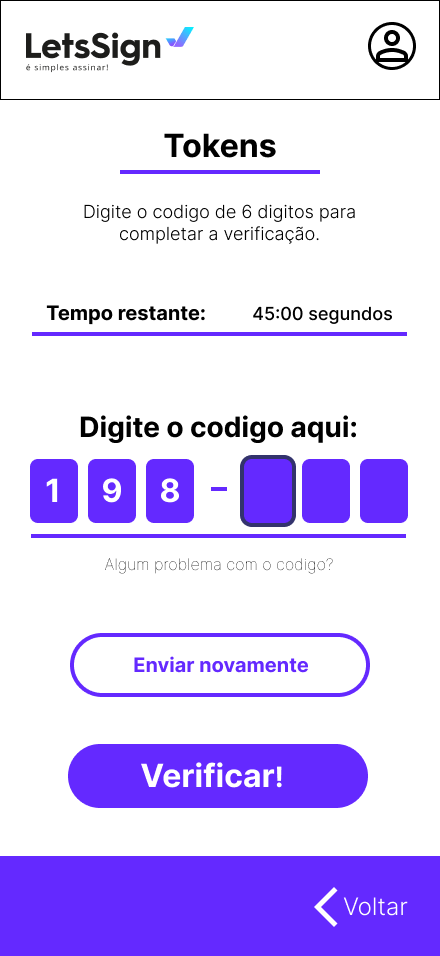 LetsSign
é simples assinar!
Tokens
Digite o codigo de 6 digitos para
completar a verificação.
Tempo restante: 45:00 segundos
Digite o codigo aqui:
1 9 8 -
Algum problema com o codigo?
Enviar novamente
Verificar!
Voltar